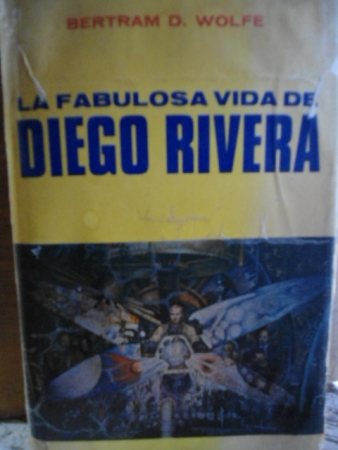 BERTRAM D. WOLFE
LA FABULOSA VIDA DE
DIEGO RIVERA